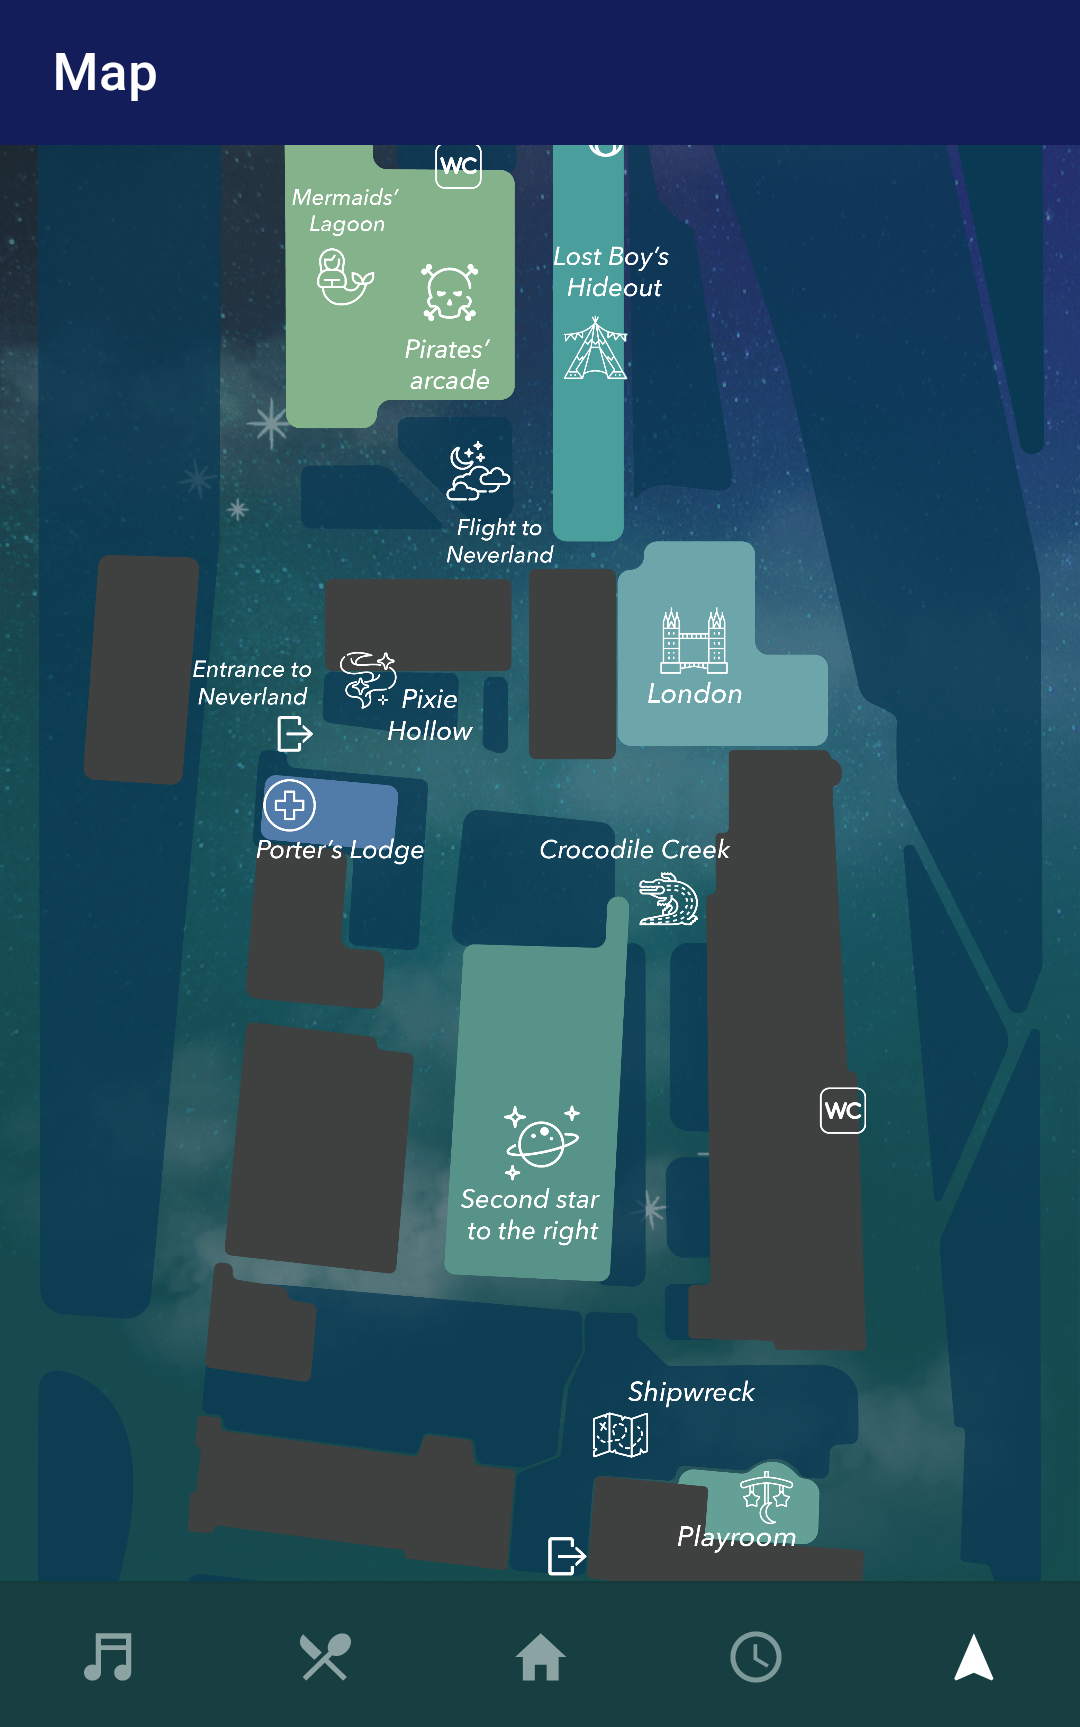 Map
WC
Mermaids'
Lagoon
Lost Boy's
Hideout
Pirates'
arcade
Flight to
Neverland
Entrance to
Neverland
Pixie
Hollow
London
Porter's Lodge
Crocodile Creek
WC
Second star
to the right
Shipwreck
Playroom